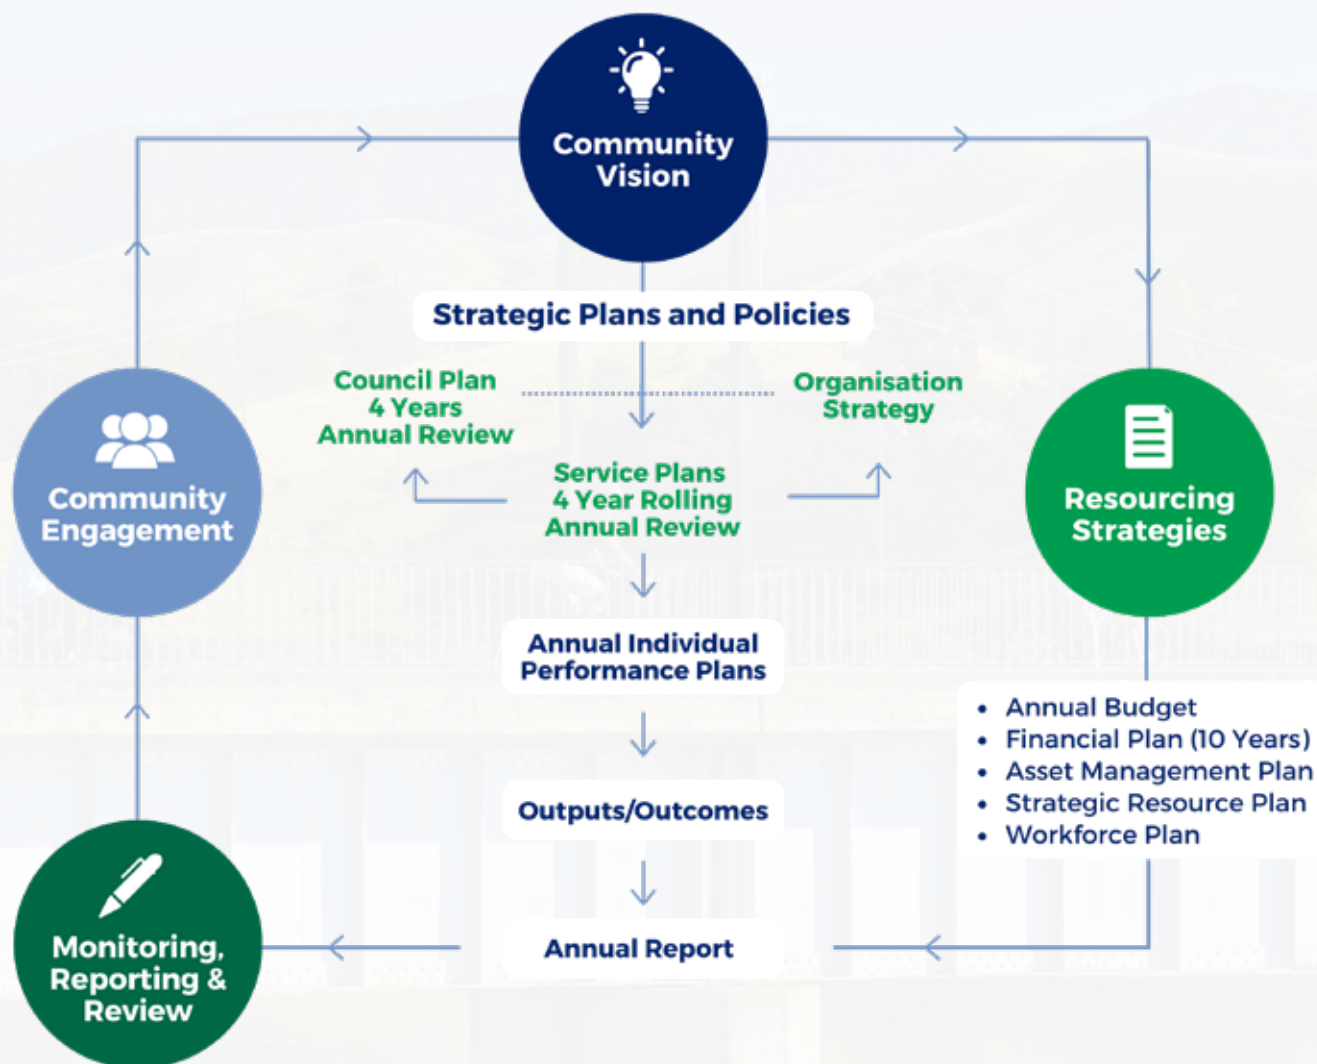 Community
Vision
Strategic Plans and Policies
Council Plan
4 Years
Annual Review
Organisation
Strategy
Service Plans
4 Year Rolling
Annual Review
Community
Engagement
Resourcing
Strategies
Annual Individual
Performance Plans
• Annual Budget
• Financial Plan (10 Years)
• Asset Management Plan
• Strategic Resource Plan
• Workforce Plan
Outputs/Outcomes
Annual Report
Monitoring,
Reporting &
Review